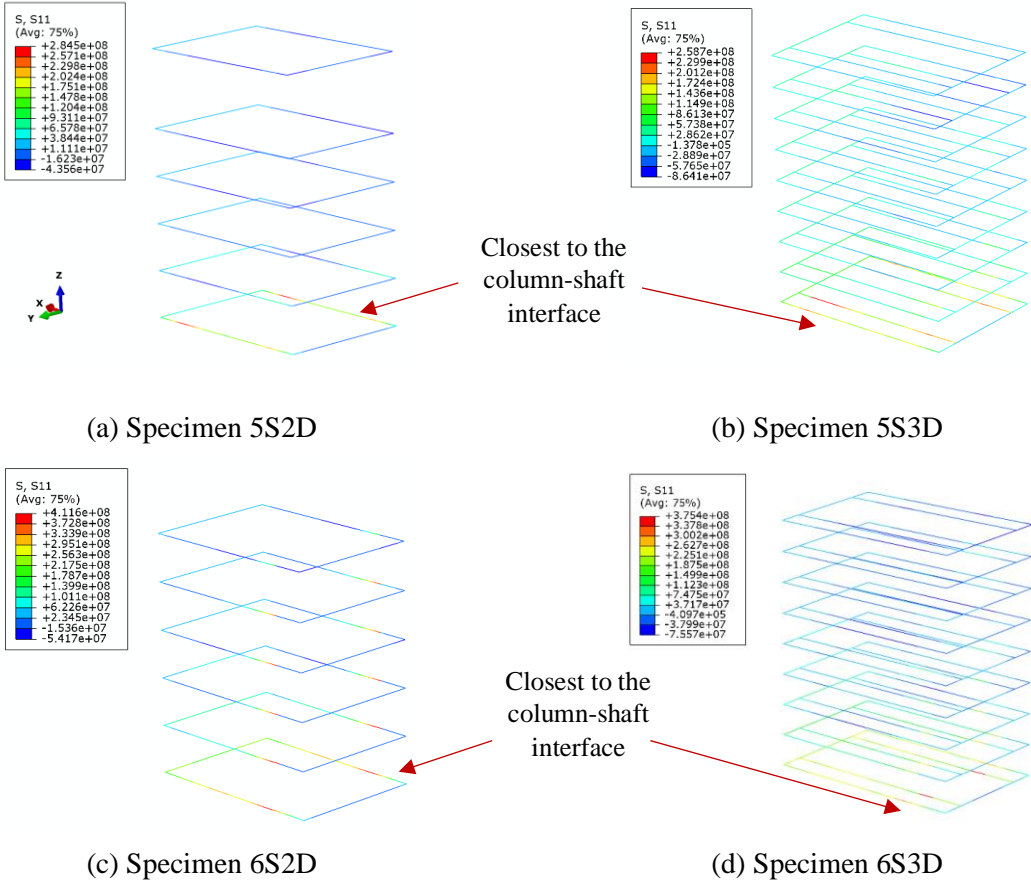 S, S11
(Avg: 75%)
+2.845e+08
+2.571e+08
+2.298e+08
+2.024e+08
+1.751e+08
+1.478e+08
+1.204e+08
+9.311e+07
+6.578e+07
+3.844e+07
+1.111e+07
-1.623e+07
-4.356e+07
Z
X
Y
S, S11
(Avg: 75%)
+2.587e+08
+2.299e+08
+2.012e+08
+1.724e+08
+1.436e+08
+1.149e+08
+8.613e+07
+5.738e+07
+2.862e+07
-1.378e+05
-2.889e+07
-5.765e+07
-8.641e+07
Closest to the
column-shaft
interface
(a) Specimen 5S2D
(b) Specimen 5S3D
S, S11
(Avg: 75%)
+4.116e+08
+3.728e+08
+3.339e+08
+2.951e+08
+2.563e+08
+2.175e+08
+1.787e+08
+1.399e+08
+1.011e+08
+6.226e+07
+2.345e+07
-1.536e+07
-5.417e+07
S, S11
(Avg: 75%)
+3.754e+08
+3.378e+08
+3.002e+08
+2.627e+08
+2.251e+08
+1.875e+08
+1.499e+08
+1.123e+08
+7.475e+07
+3.717e+07
-4.097e+05
-3.799e+07
-7.557e+07
Closest to the
column-shaft
interface
(c) Specimen 6S2D
(d) Specimen 6S3D